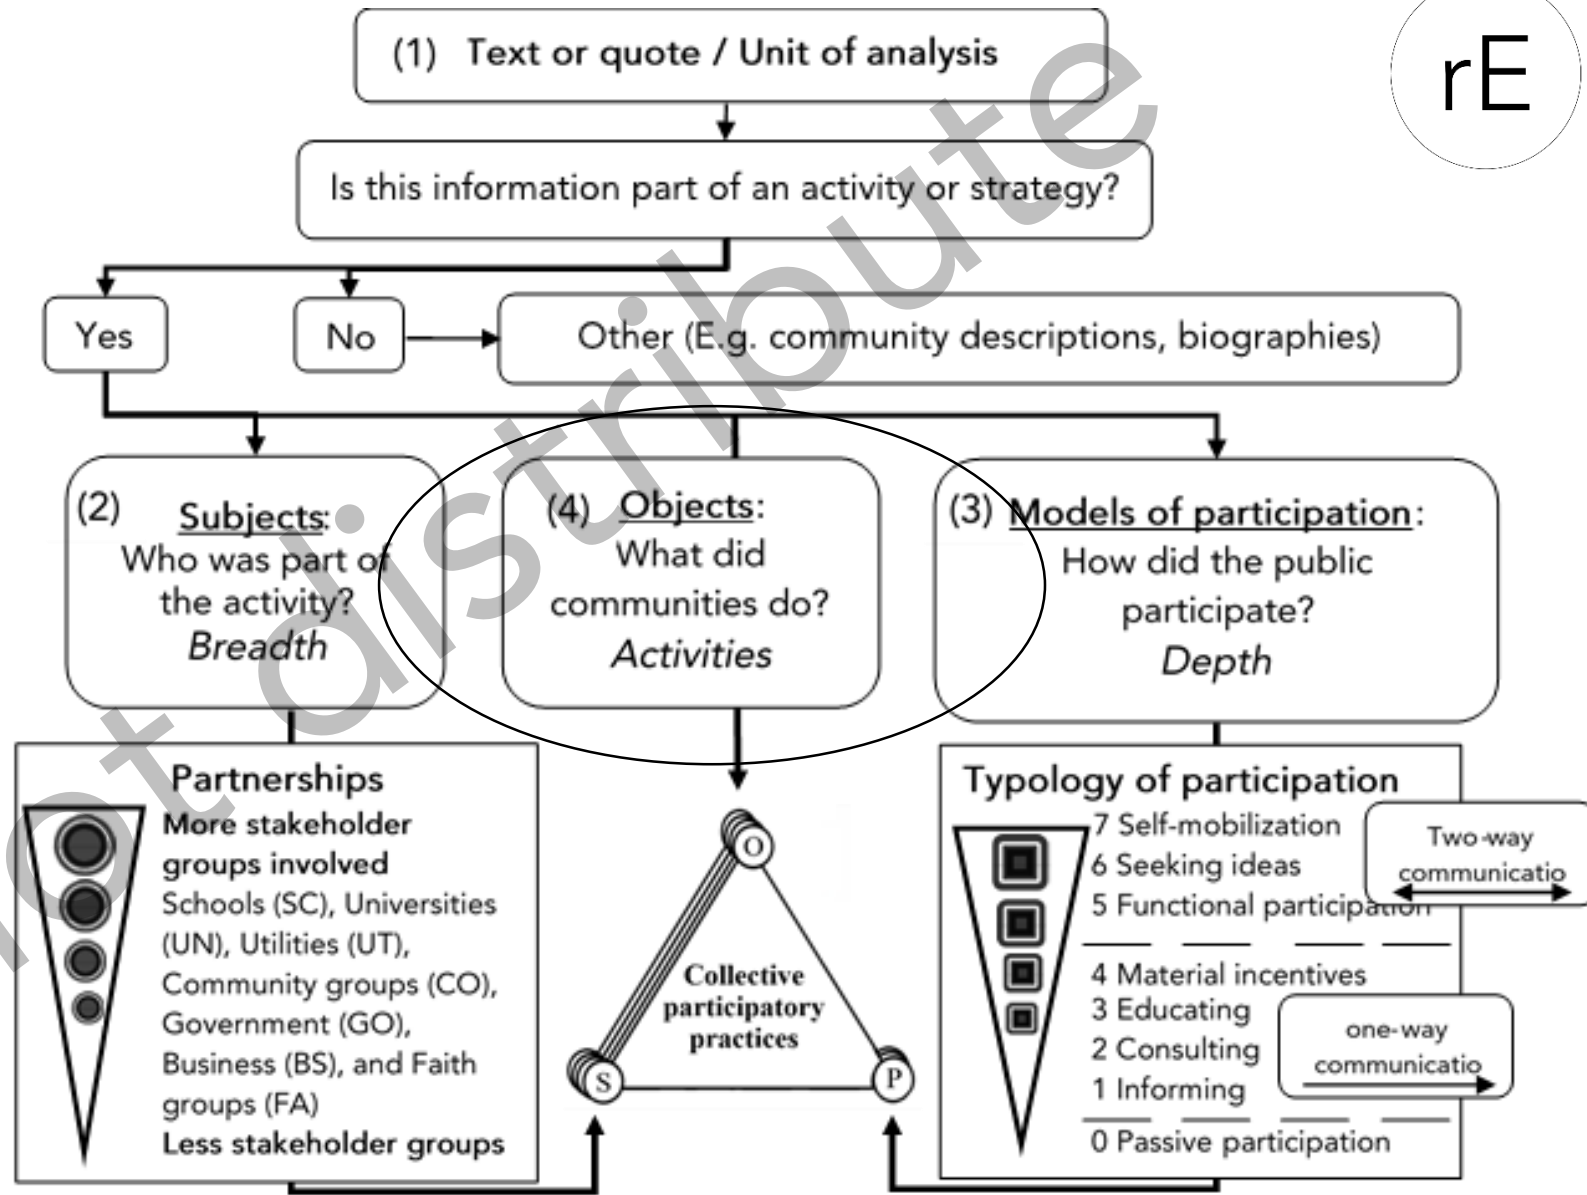 (1) Text or quote / Unit of analysis
rE
Is this information part of an activity or strategy?
Yes
No
Other (E.g. community descriptions, biographies)
(2) Subjects:
Who was part of
the activity?
Breadth
(4) Objects:
What did
communities do?
Activities
(3) Models of participation:
How did the public
participate?
Depth
Partnerships
More stakeholder
groups involved
Schools (SC), Universities
(UN), Utilities (UT),
Community groups (CO),
Government (GO),
Business (BS), and Faith
groups (FA)
Less stakeholder groups
O
Collective
participatory
practices
S
P
Typology of participation
7 Self-mobilization
6 Seeking ideas
5 Functional participation
Two-way
communicatio
4 Material incentives
3 Educating
2 Consulting
1 Informing
one-way
communicatio
0 Passive participation
not distribute